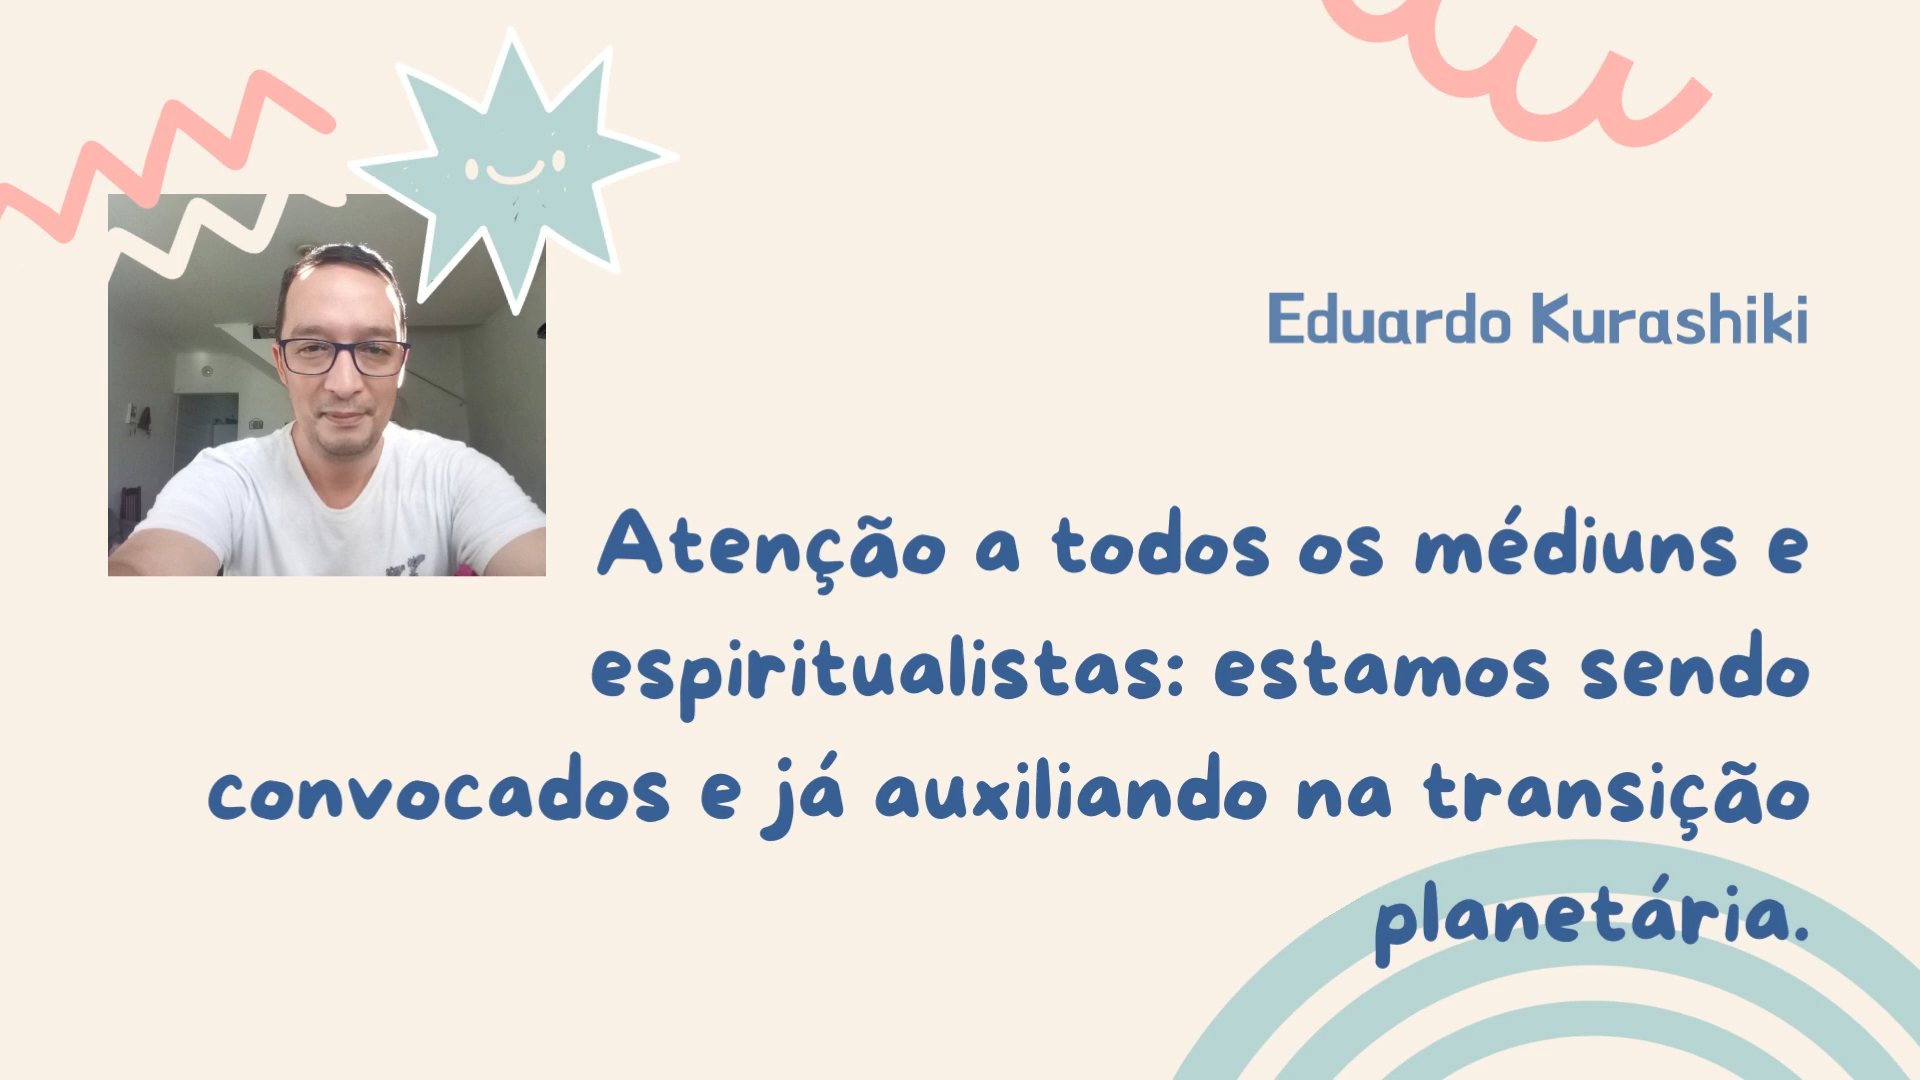 Eduardo Kurashiki
Atenção a todos os médiuns e
espiritualistas: estamos sendo
convocados e já auxiliando na transição
planetária.